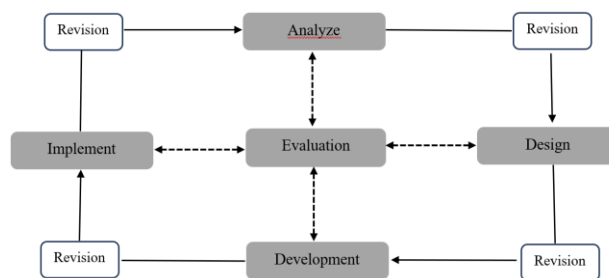 Revision
Analyze
Revision
Implement
Evaluation
Design
Revision
Development
Revision